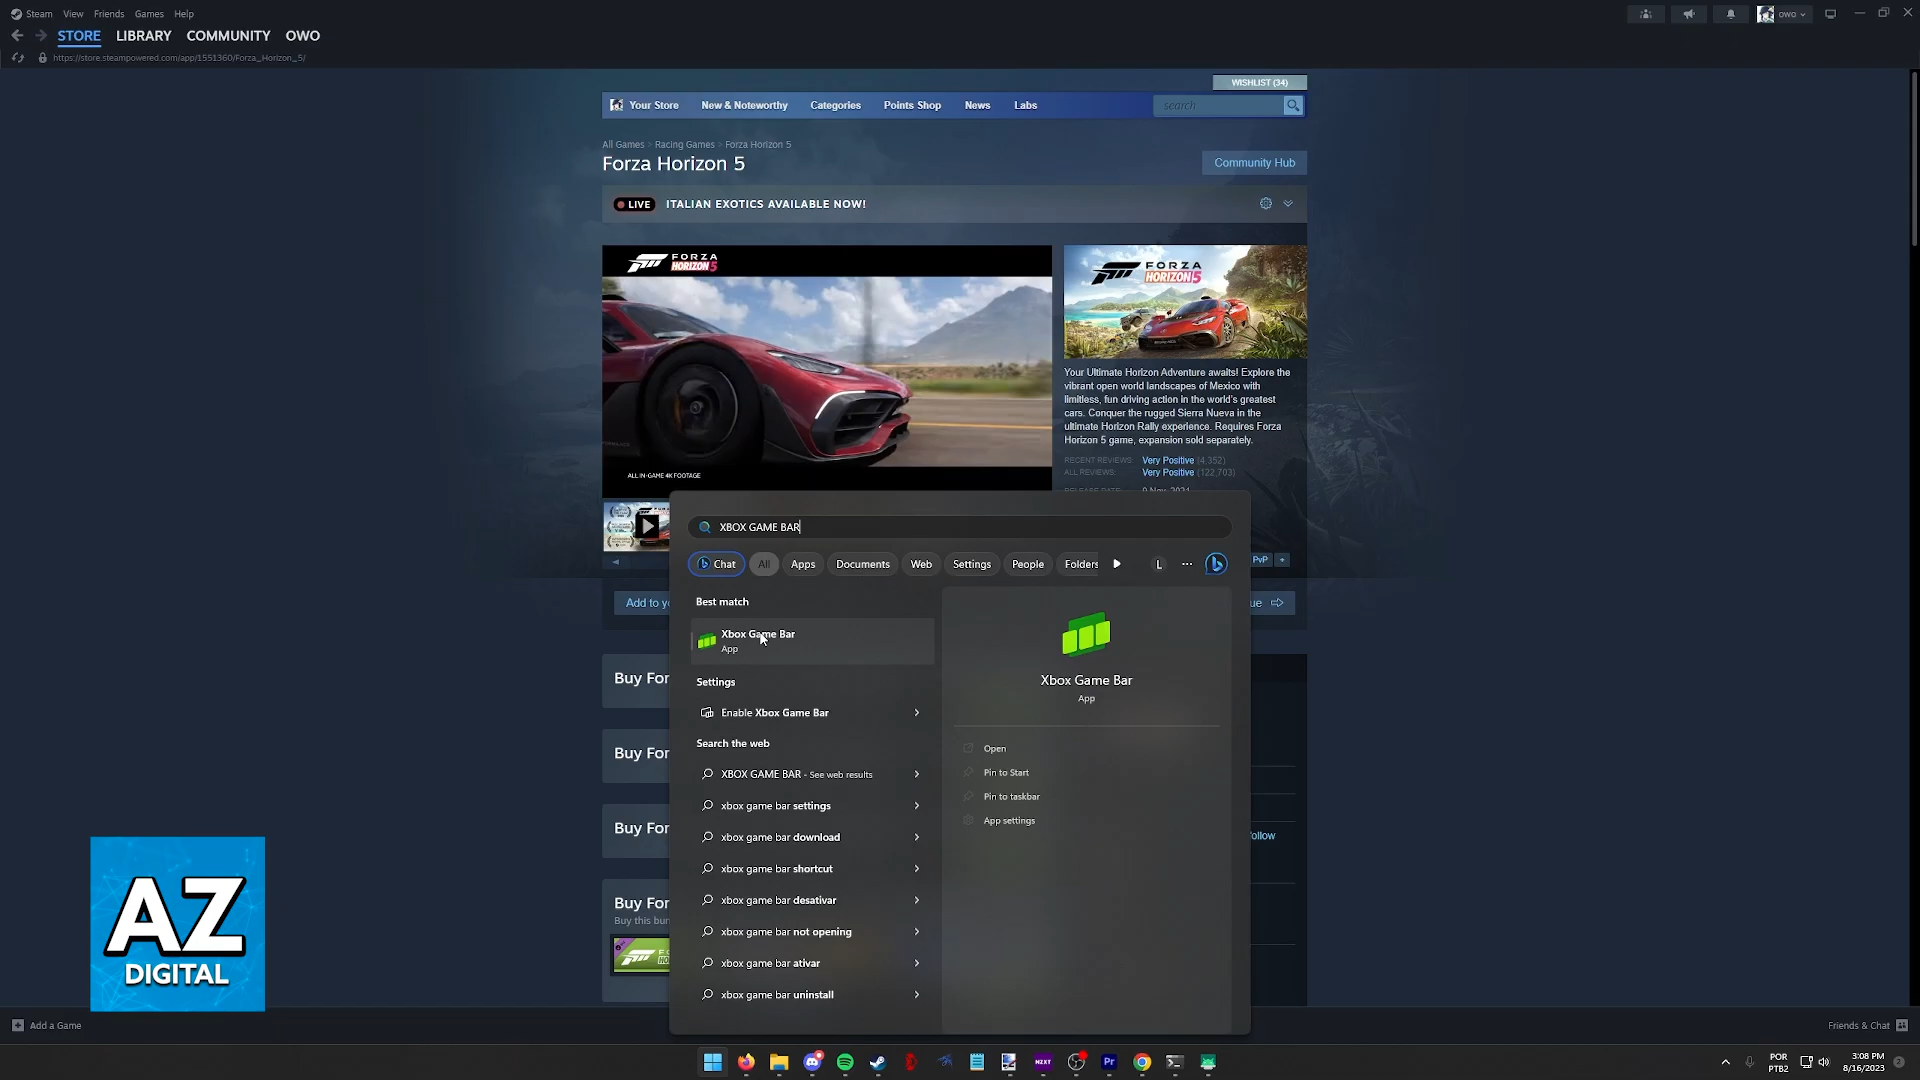 Steam View Friends Games Help
owo
STORE LIBRARY COMMUNITY OWO
https://store.steampowered.com/app/1551360/Forza_Horizon_5/
WISHLIST (34)
Your Store New & Noteworthy Categories Points Shop News Labs
search
All Games > Racing Games > Forza Horizon 5
Forza Horizon 5
Community Hub
LIVE ITALIAN EXOTICS AVAILABLE NOW!
FORZA
HORIZON 5
ALL IN-GAME 4K FOOTAGE
FORZA
HORIZON 5
Your Ultimate Horizon Adventure awaits! Explore the
vibrant open world landscapes of Mexico with
limitless, fun driving action in the world's greatest
cars. Conquer the rugged Sierra Nueva in the
ultimate Horizon Rally experience. Requires Forza
Horizon 5 game, expansion sold separately.
RECENT REVIEWS: Very Positive (4,352)
ALL REVIEWS: Very Positive (122,703)
RELEASE DATE: 9 Nov, 2021
XBOX GAME BAR
Chat All Apps Documents Web Settings People Folders L ...
PvP +
Add to yo
ue
Best match
Xbox Game Bar
App
Settings
Enable Xbox Game Bar
Search the web
XBOX GAME BAR - See web results
xbox game bar settings
xbox game bar download
xbox game bar shortcut
xbox game bar desativar
xbox game bar not opening
xbox game bar ativar
xbox game bar uninstall
Xbox Game Bar
App
Open
Pin to Start
Pin to taskbar
App settings
Buy For
Buy For
Buy For
ollow
Buy For
Buy this bun
AZ
DIGITAL
Add a Game
Friends & Chat
NZXT
Pr
POR
PTB2
3:08 PM
8/16/2023
2